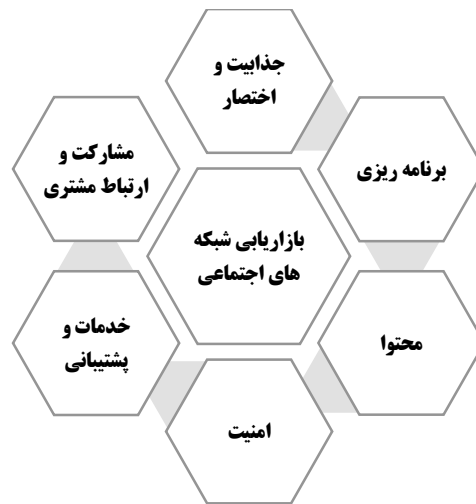 جذابیت و
اختصار
مشارکت و
ارتباط مشتری
برنامه ریزی
بازاریابی شبکه
های اجتماعی
خدمات و
پشتیبانی
محتوا
امنیت